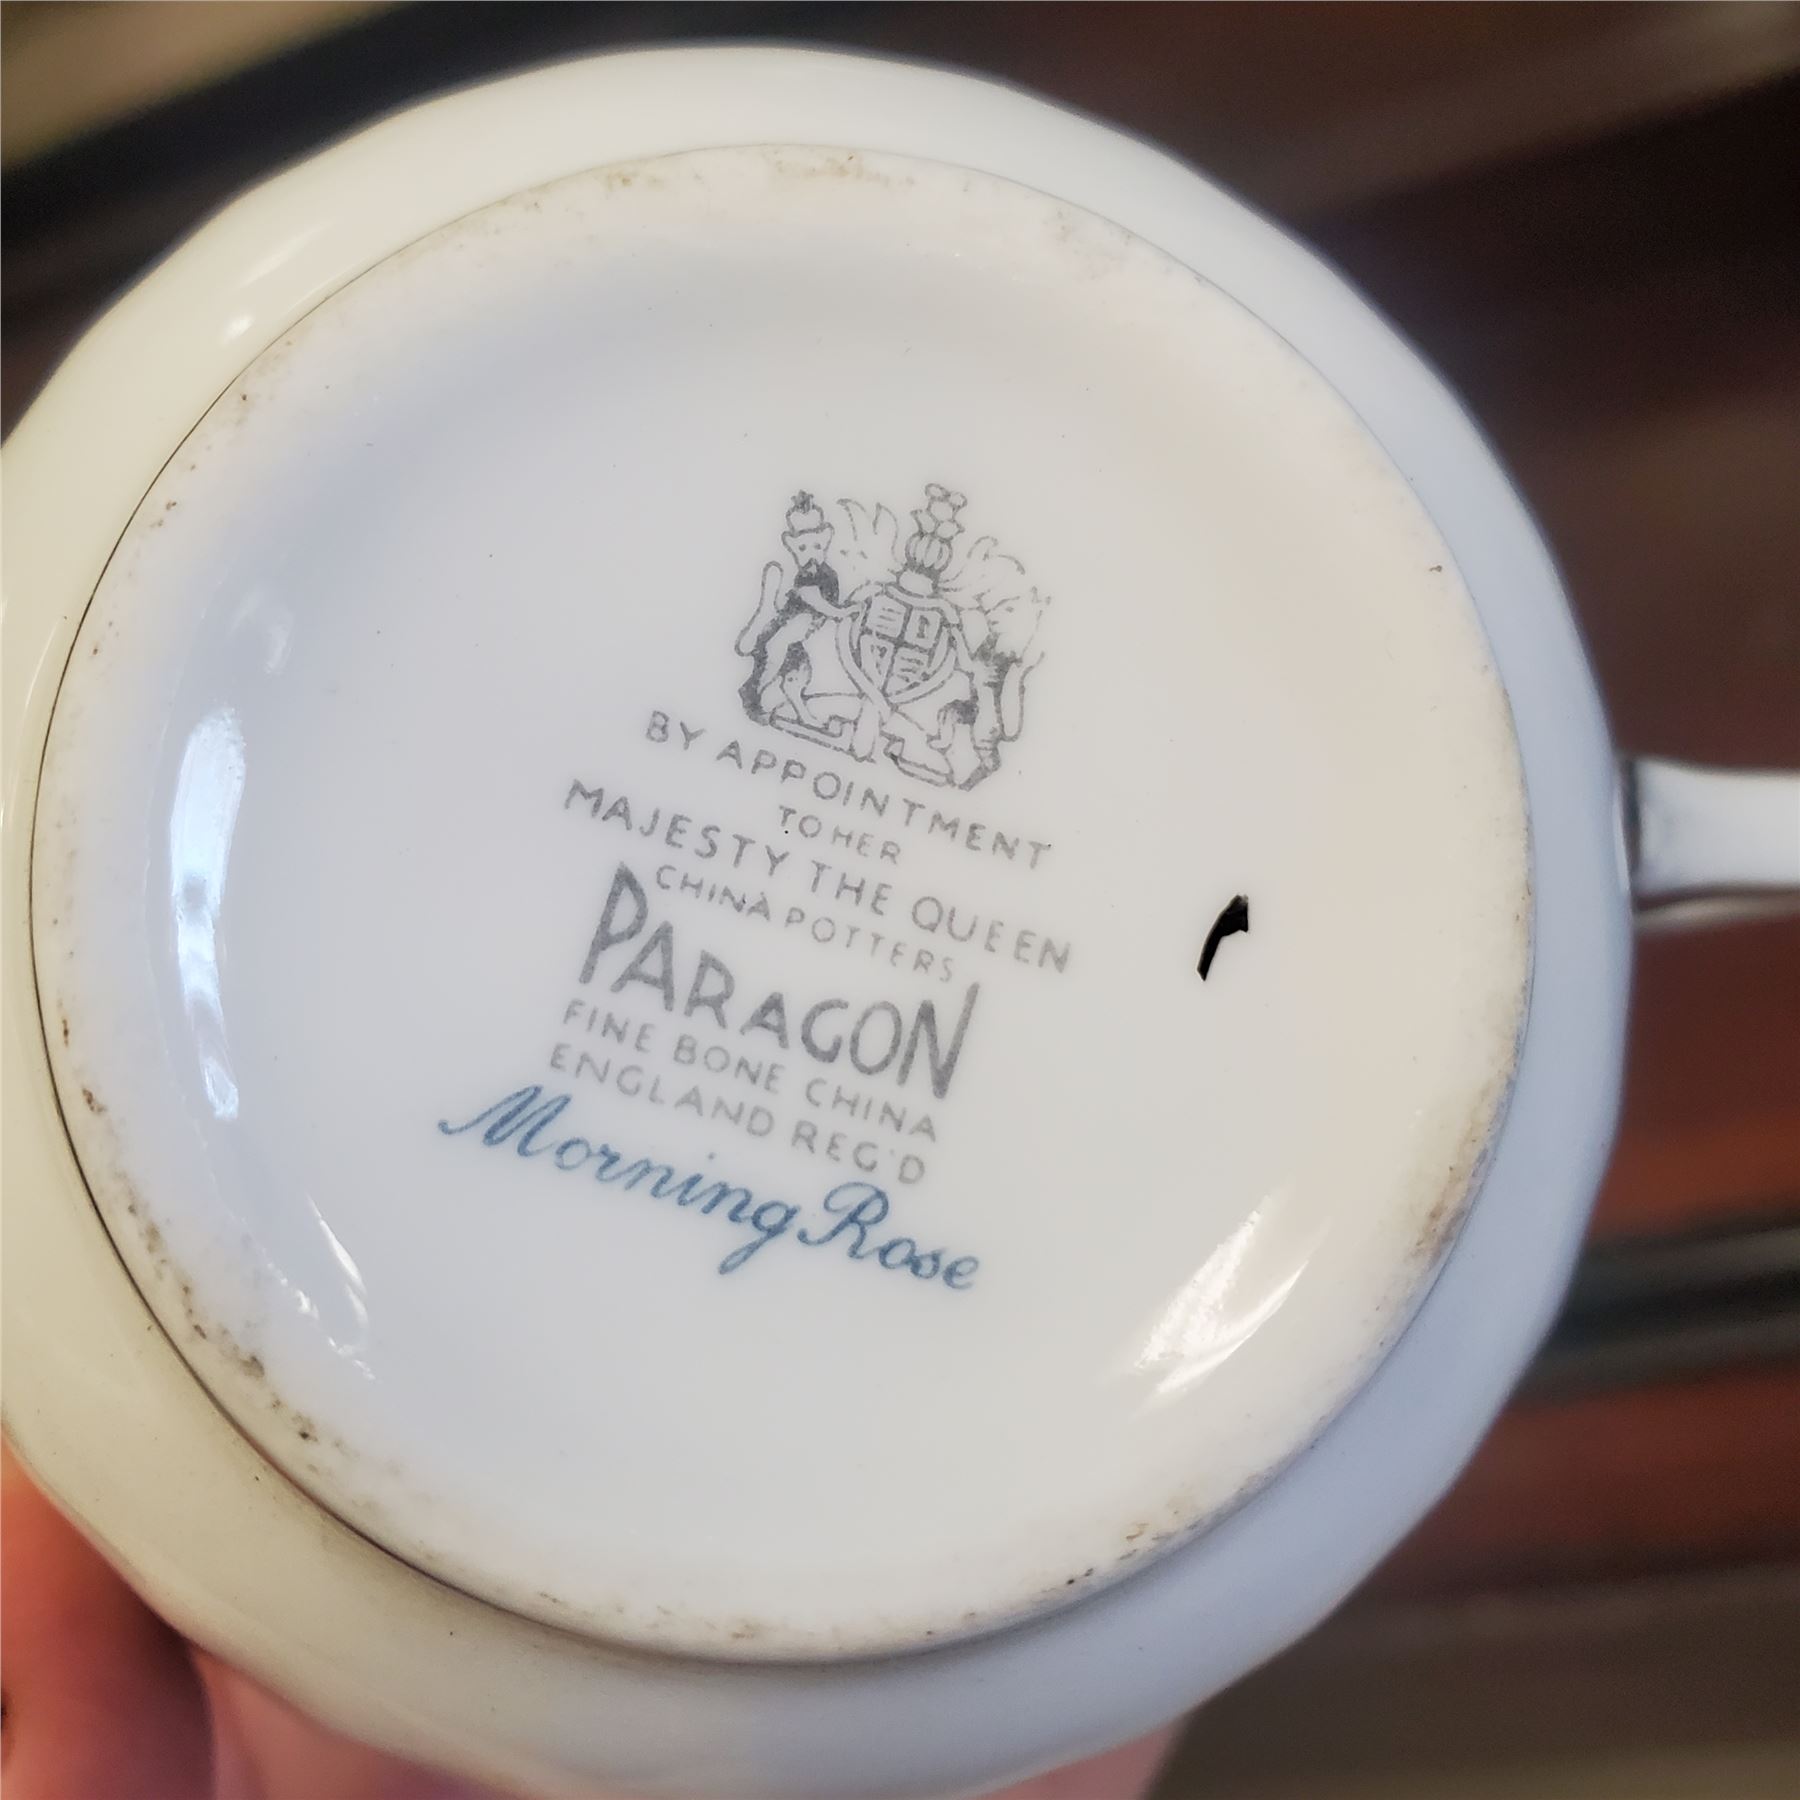 BY APPOINTMENT
TO HER
MAJESTY THE QUEEN
CHINA POTTERS
PARAGON
FINE BONE CHINA
ENGLAND REG'D
Morning Rose